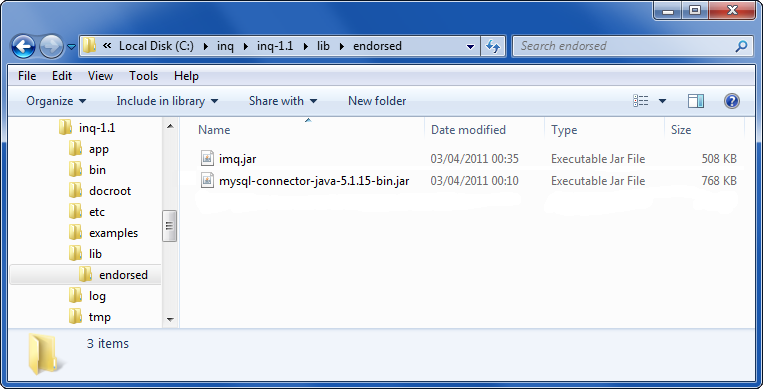 « Local Disk (C:) inq inq-1.1 lib endorsed Search endorsed
File Edit View Tools Help
Organize Include in library Share with New folder
inq-1.1
app
bin
docroot
etc
examples
lib
endorsed
log
tmp
Name Date modified Type Size
imq.jar 03/04/2011 00:35 Executable Jar File 508 KB
mysql-connector-java-5.1.15-bin.jar 03/04/2011 00:10 Executable Jar File 768 KB
3 items